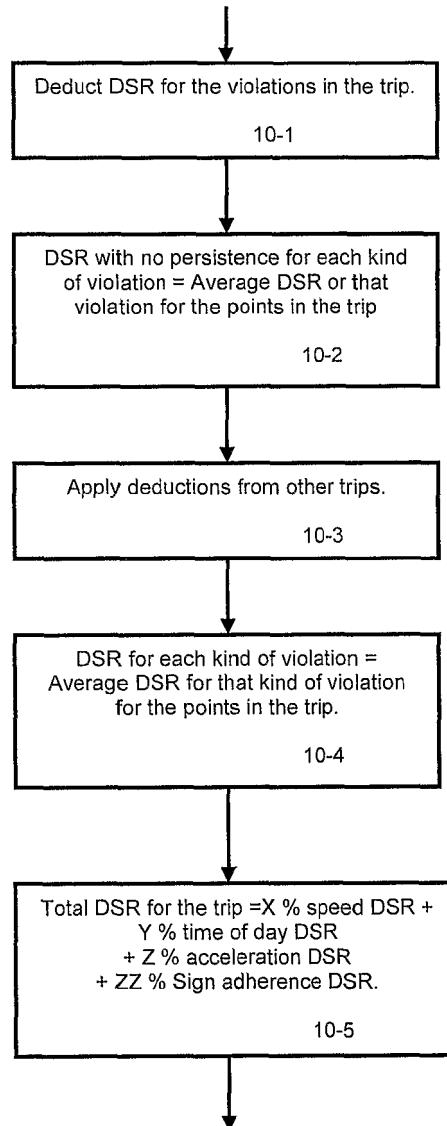 Deduct DSR for the violations in the trip.
10-1
DSR with no persistence for each kind
of violation = Average DSR or that
violation for the points in the trip
10-2
Apply deductions from other trips.
10-3
DSR for each kind of violation =
Average DSR for that kind of violation
for the points in the trip.
10-4
Total DSR for the trip =X % speed DSR +
Y % time of day DSR
+ Z % acceleration DSR
+ ZZ % Sign adherence DSR.
10-5